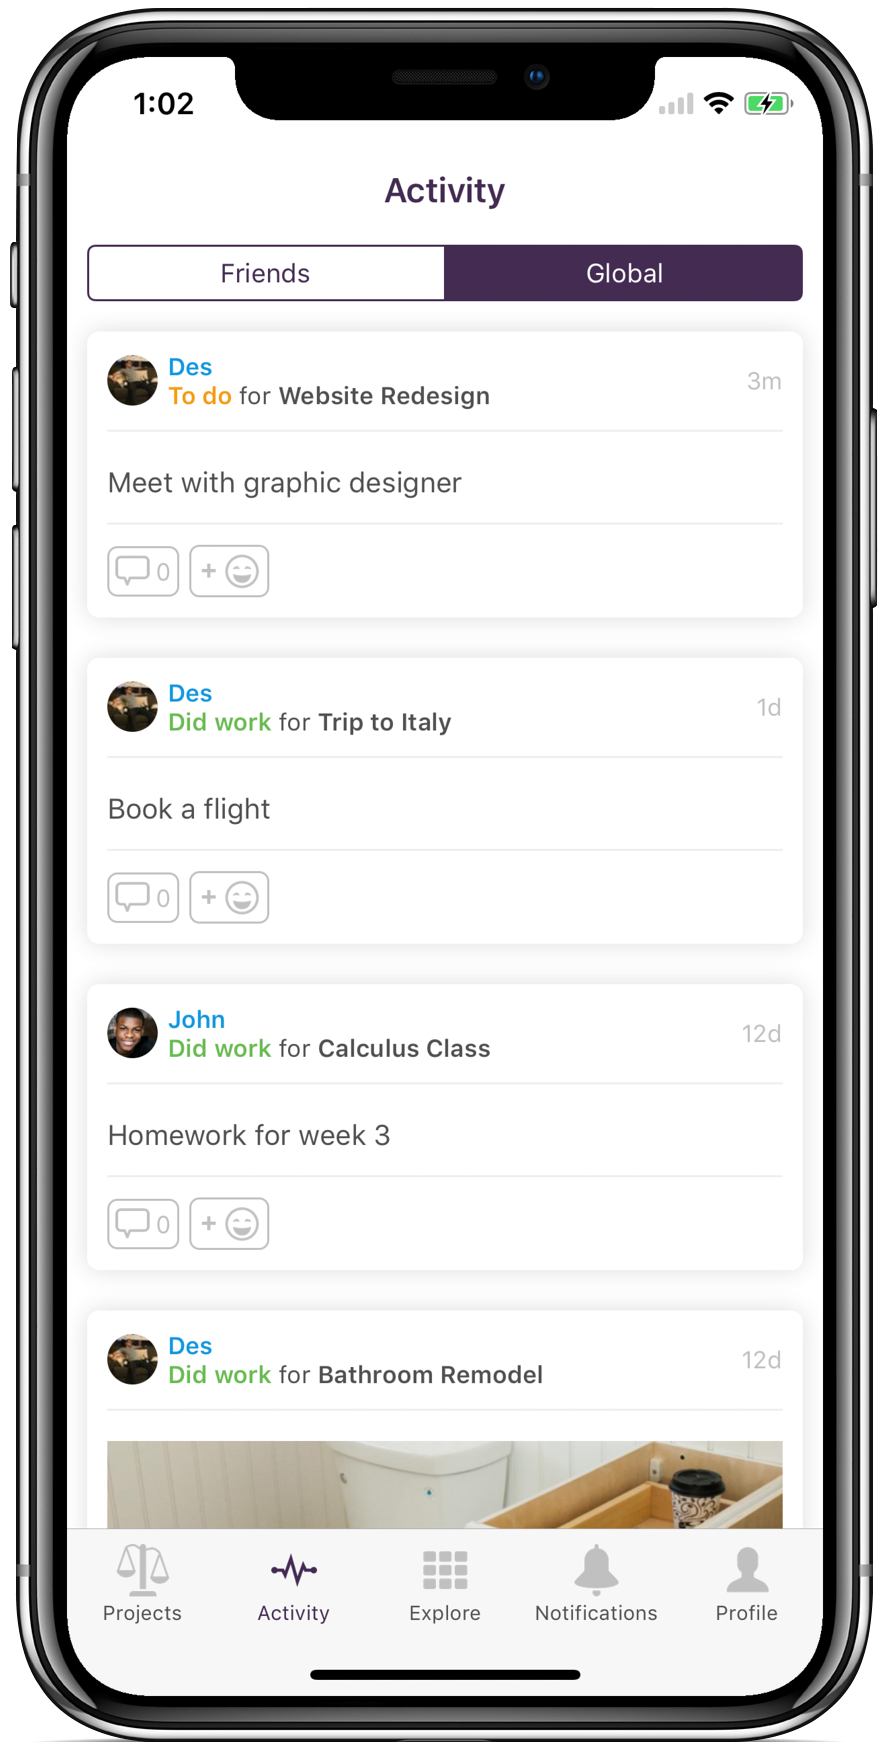 1:02
Activity
Friends
Global
Des
To do for Website Redesign
3m
Meet with graphic designer
0
+
Des
Did work for Trip to Italy
1d
Book a flight
0
+
John
Did work for Calculus Class
12d
Homework for week 3
0
+
Des
Did work for Bathroom Remodel
12d
Projects
Activity
Explore
Notifications
Profile